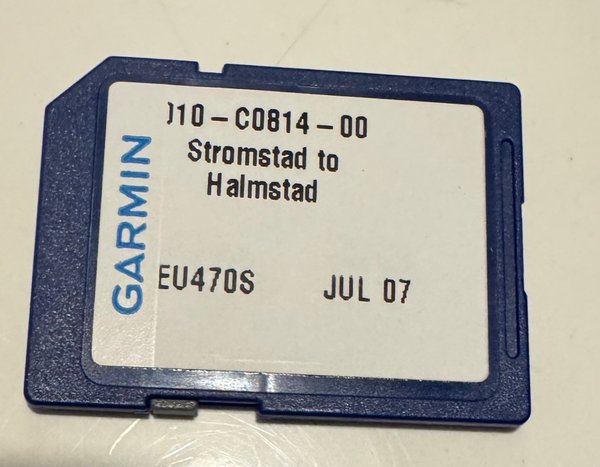 GARMIN
10-C0814-00
Stromstad to
Halmstad
EU470S JUL 07